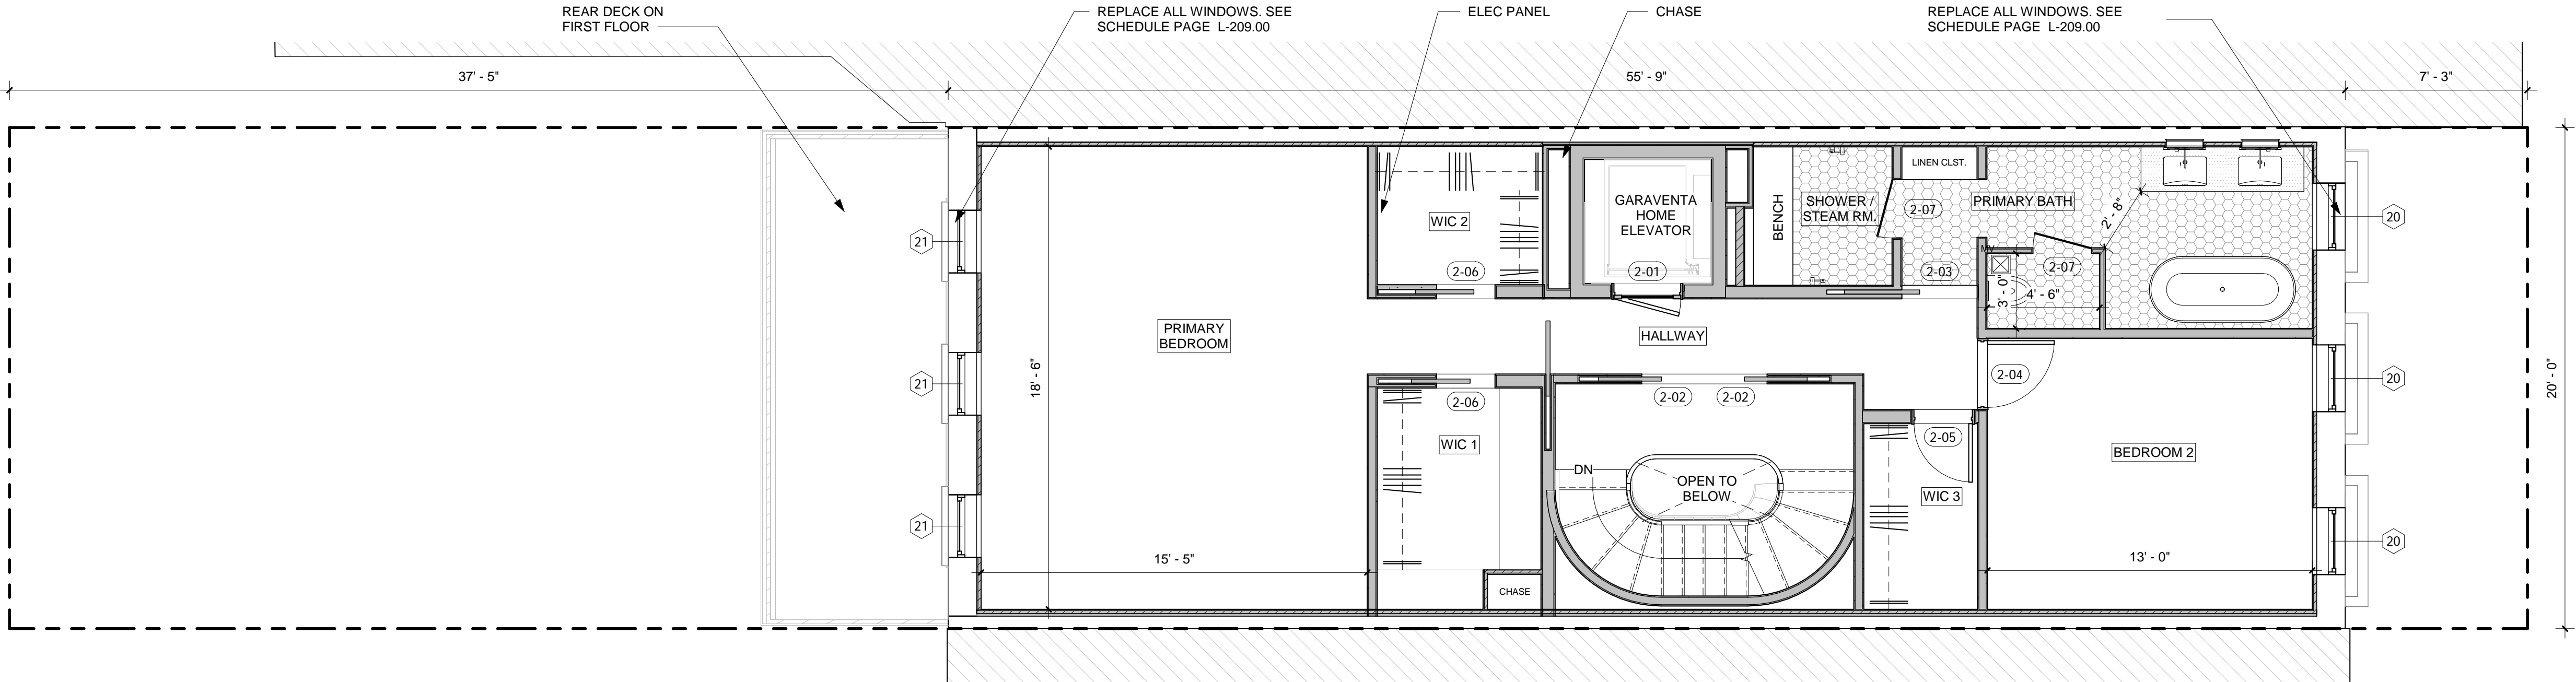 REAR DECK ON
FIRST FLOOR
REPLACE ALL WINDOWS. SEE
SCHEDULE PAGE L-209.00
ELEC PANEL
CHASE
REPLACE ALL WINDOWS. SEE
SCHEDULE PAGE L-209.00
37' - 5"
55' - 9"
7' - 3"
21
21
21
PRIMARY
BEDROOM
18' - 6"
15' - 5"
WIC 2
2-06
2-06
WIC 1
CHASE
GARAVENTA
HOME
ELEVATOR
2-01
HALLWAY
2-02
2-02
DN
OPEN TO
BELOW
BENCH
SHOWER /
STEAM RM.
LINEN CLST.
2-07
2-03
PRIMARY BATH
2' - 8"
MV
2-07
3' - 0"
4' - 6"
2-04
2-05
WIC 3
BEDROOM 2
13' - 0"
20
20
20
20' - 0"